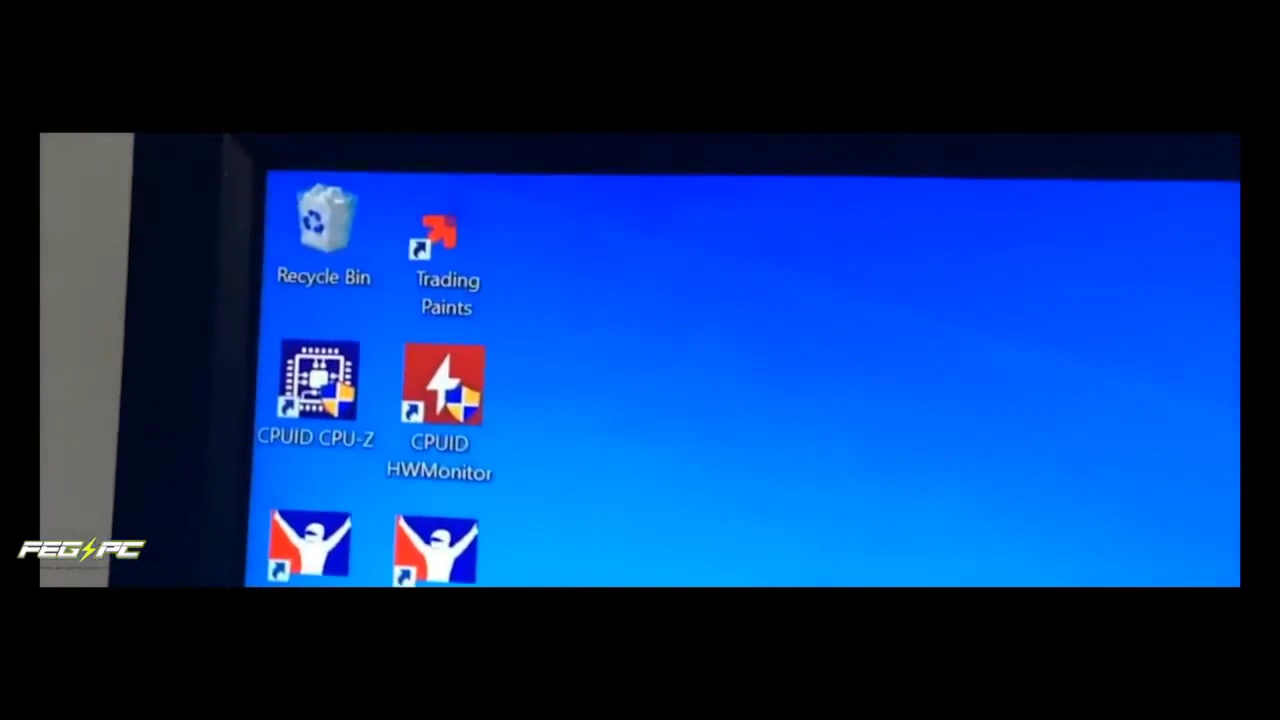 Recycle Bin
Trading
Paints
CPUID CPU-Z
CPUID
HWMonitor
FEG PC